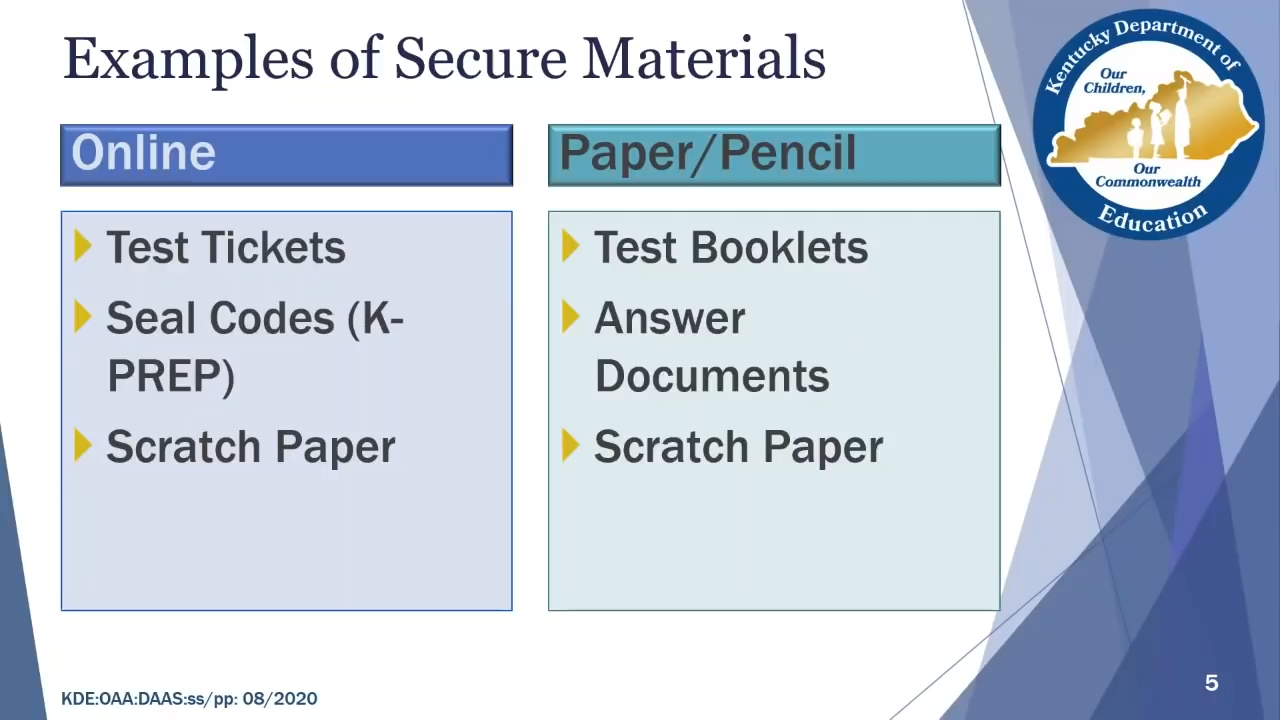 Examples of Secure Materials
Kentucky Department of
Our
Children,
Our
Commonwealth
Education
Online
Test Tickets
Seal Codes (K-
PREP)
Scratch Paper
Paper/Pencil
Test Booklets
Answer
Documents
Scratch Paper
KDE:OAA:DAAS:ss/pp: 08/2020
5